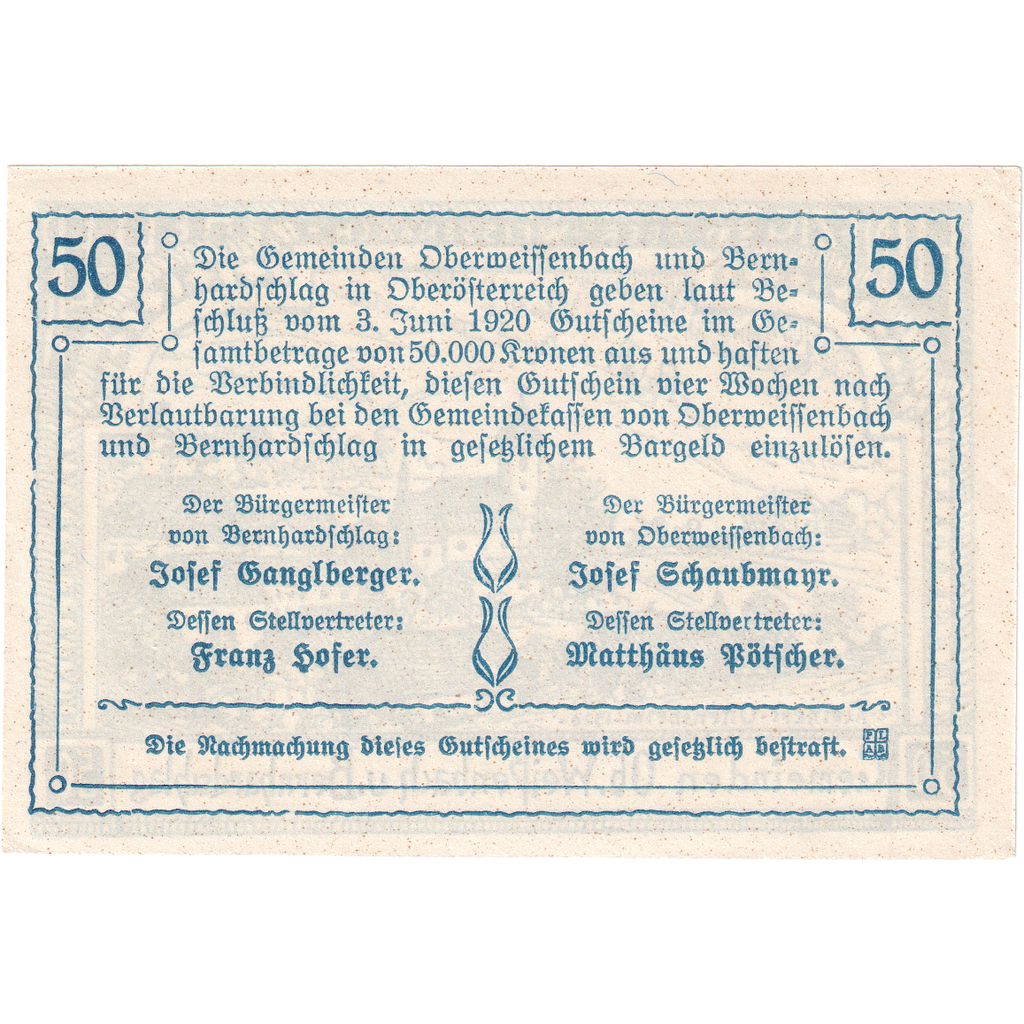 50
50
Die Gemeinden Oberweissenbach und Bern=
hardschlag in Oberösterreich geben laut Be=
schluß vom 3. Juni 1920 Gutscheine im Ge=
samtbetrage von 50.000 Kronen aus und haften
für die Verbindlichkeit, diesen Gutschein vier Wochen nach
Verlautbarung bei den Gemeindekassen von Oberweissenbach
und Bernhardschlag in gesetzlichem Bargeld einzulösen.
Der Bürgermeister
von Bernhardschlag:
Josef Ganglberger.
Dessen Stellvertreter:
Franz Hofer.
Der Bürgermeister
von Oberweissenbach:
Josef Schaubmayr.
Dessen Stellvertreter:
Matthäus Pötscher.
Die Nachmachung dieses Gutscheines wird gesetzlich bestraft.